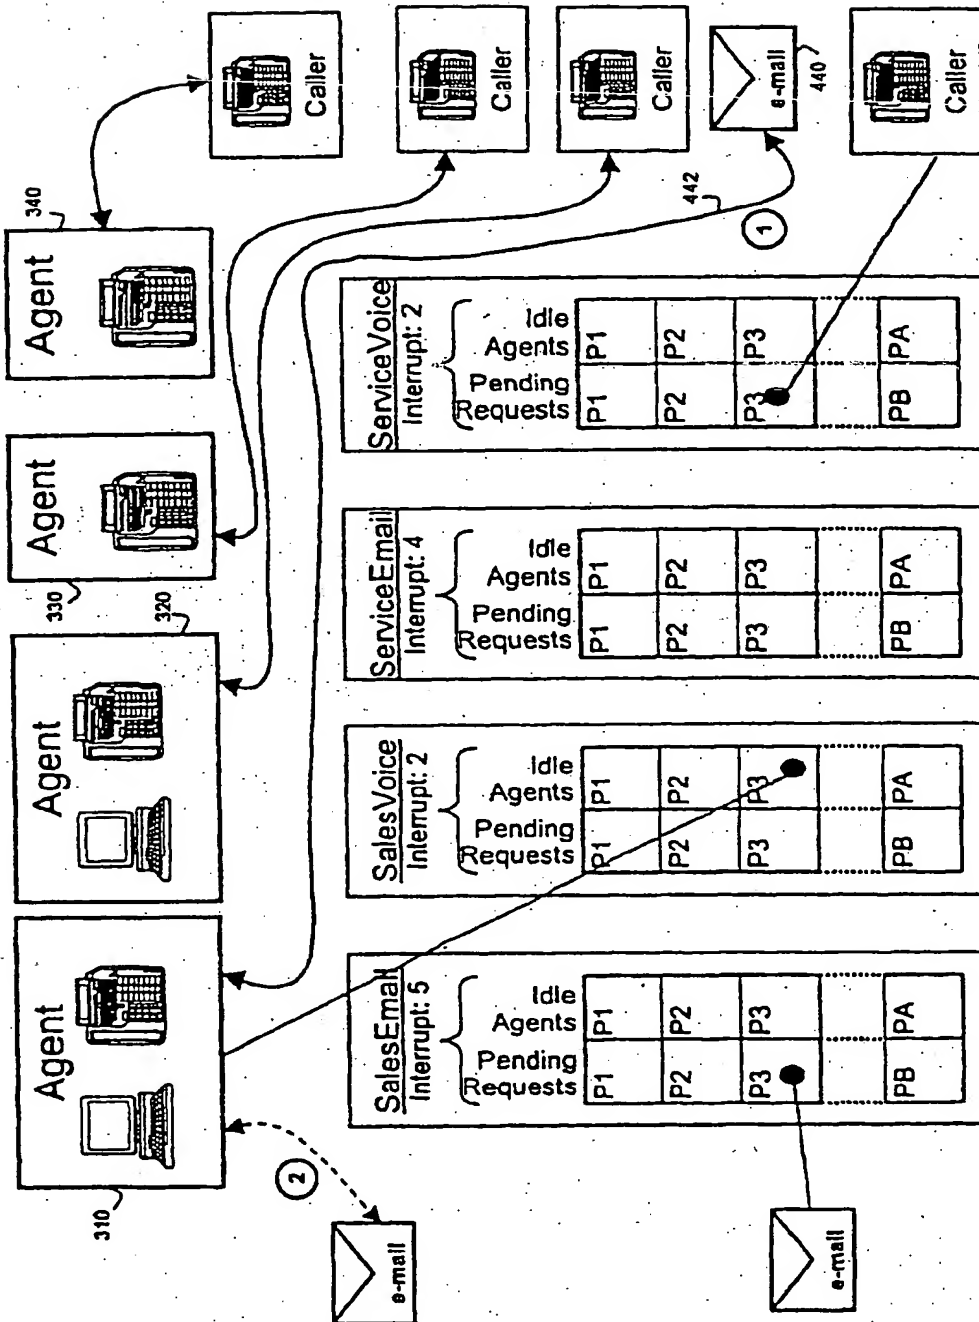 Agent
310
Agent
320
Agent
330
Agent
340
Caller
Caller
Caller
e-mail
440
Caller
442
1
2
e-mail
e-mail
SalesEmail
Interrupt: 5
Pending Requests
Idle Agents
P1
P1
P2
P2
P3
P3
PB
PA
SalesVoice
Interrupt: 2
Pending Requests
Idle Agents
P1
P1
P2
P2
P3
P3
PB
PA
ServiceEmail
Interrupt: 4
Pending Requests
Idle Agents
P1
P1
P2
P2
P3
P3
PB
PA
ServiceVoice
Interrupt: 2
Pending Requests
Idle Agents
P1
P1
P2
P2
P3
P3
PB
PA